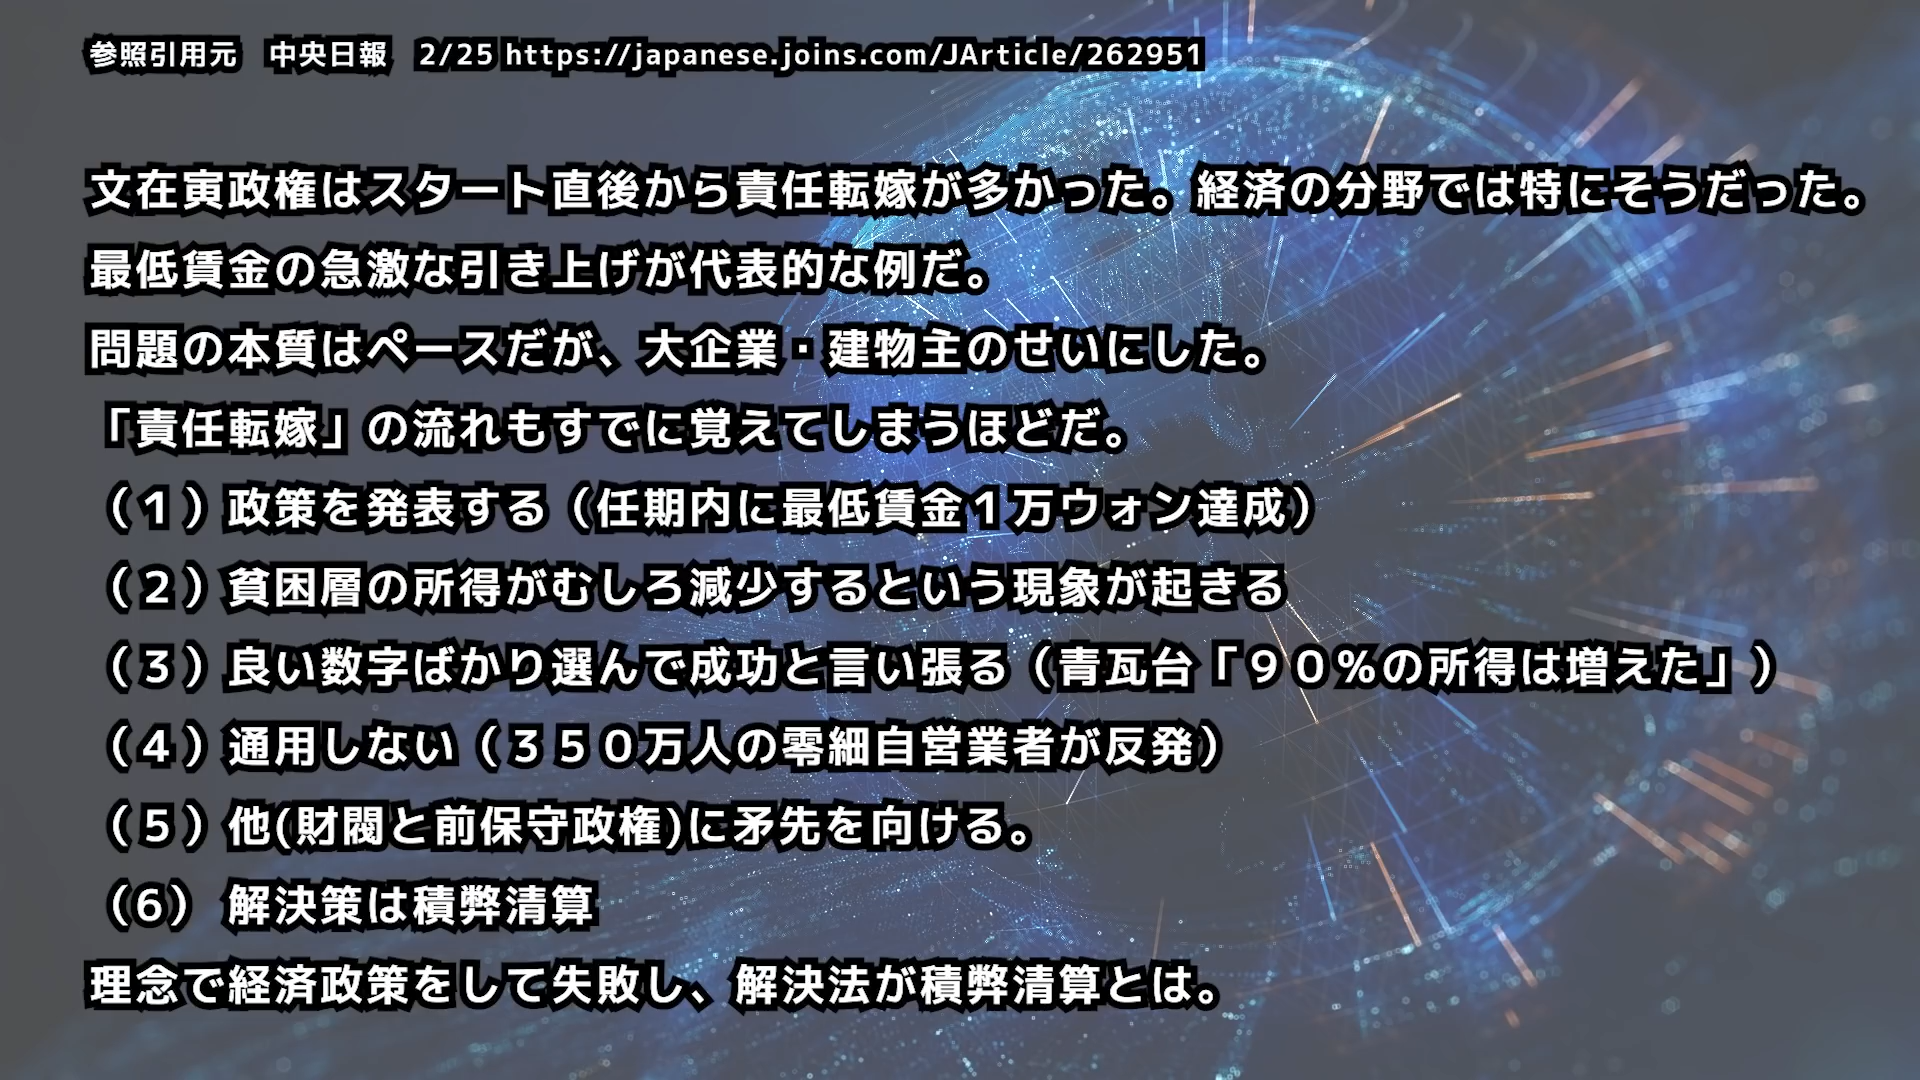 参照引用元　中央日報　2/25 https://japanese.joins.com/JArticle/262951
文在寅政権はスタート直後から責任転嫁が多かった。経済の分野では特にそうだった。
最低賃金の急激な引き上げが代表的な例だ。
問題の本質はペースだが、大企業・建物主のせいにした。
「責任転嫁」の流れもすでに覚えてしまうほどだ。
（１）政策を発表する（任期内に最低賃金１万ウォン達成）
（２）貧困層の所得がむしろ減少するという現象が起きる
（３）良い数字ばかり選んで成功と言い張る（青瓦台「９０％の所得は増えた」）
（４）通用しない（３５０万人の零細自営業者が反発）
（５）他(財閥と前保守政権)に矛先を向ける。
（6） 解決策は積弊清算
理念で経済政策をして失敗し、解決法が積弊清算とは。